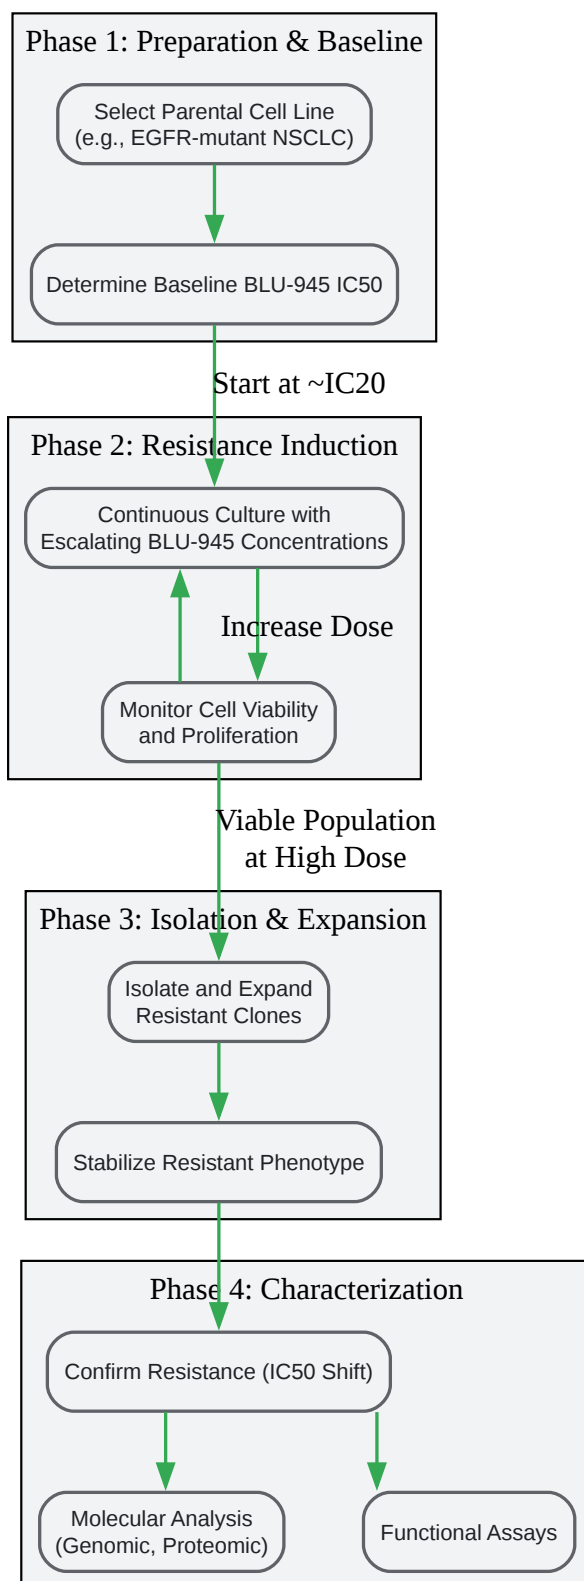 Phase 1: Preparation & Baseline
Select Parental Cell Line
(e.g., EGFR-mutant NSCLC)
Determine Baseline BLU-945 IC50
Start at ~IC20
Phase 2: Resistance Induction
Continuous Culture with
Escalating BLU-945 Concentrations
Increase Dose
Monitor Cell Viability
and Proliferation
Viable Population
at High Dose
Phase 3: Isolation & Expansion
Isolate and Expand
Resistant Clones
Stabilize Resistant Phenotype
Phase 4: Characterization
Confirm Resistance (IC50 Shift)
Molecular Analysis
(Genomic, Proteomic)
Functional Assays